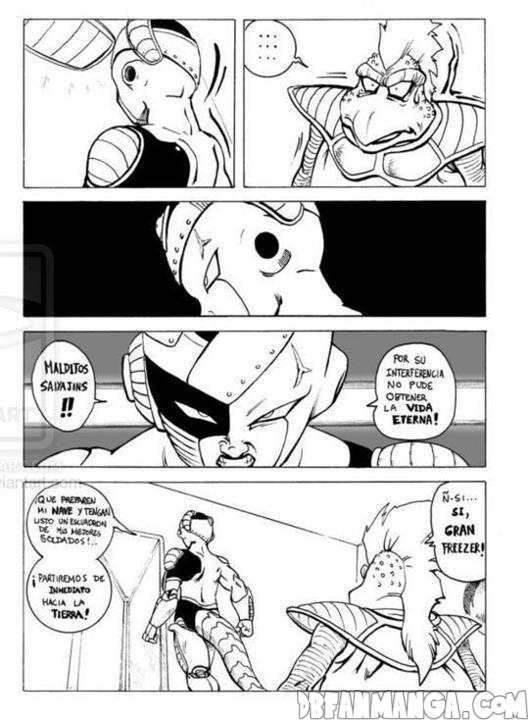 ......
MALDITOS
SAIYAJINS
!!
POR SU
INTERFERENCIA
NO PUDE
OBTENER
LA VIDA
ETERNA!
¡QUE PREPAREN
MI NAVE Y TENGAN
LISTO UN ESCUADRON
DE MIS MEJORES
SOLDADOS!..
¡PARTIREMOS DE
INMEDIATO
HACIA LA
TIERRA!
Ñ-SI...
SI,
GRAN
FREEZER!
DBFANMANGA.COM